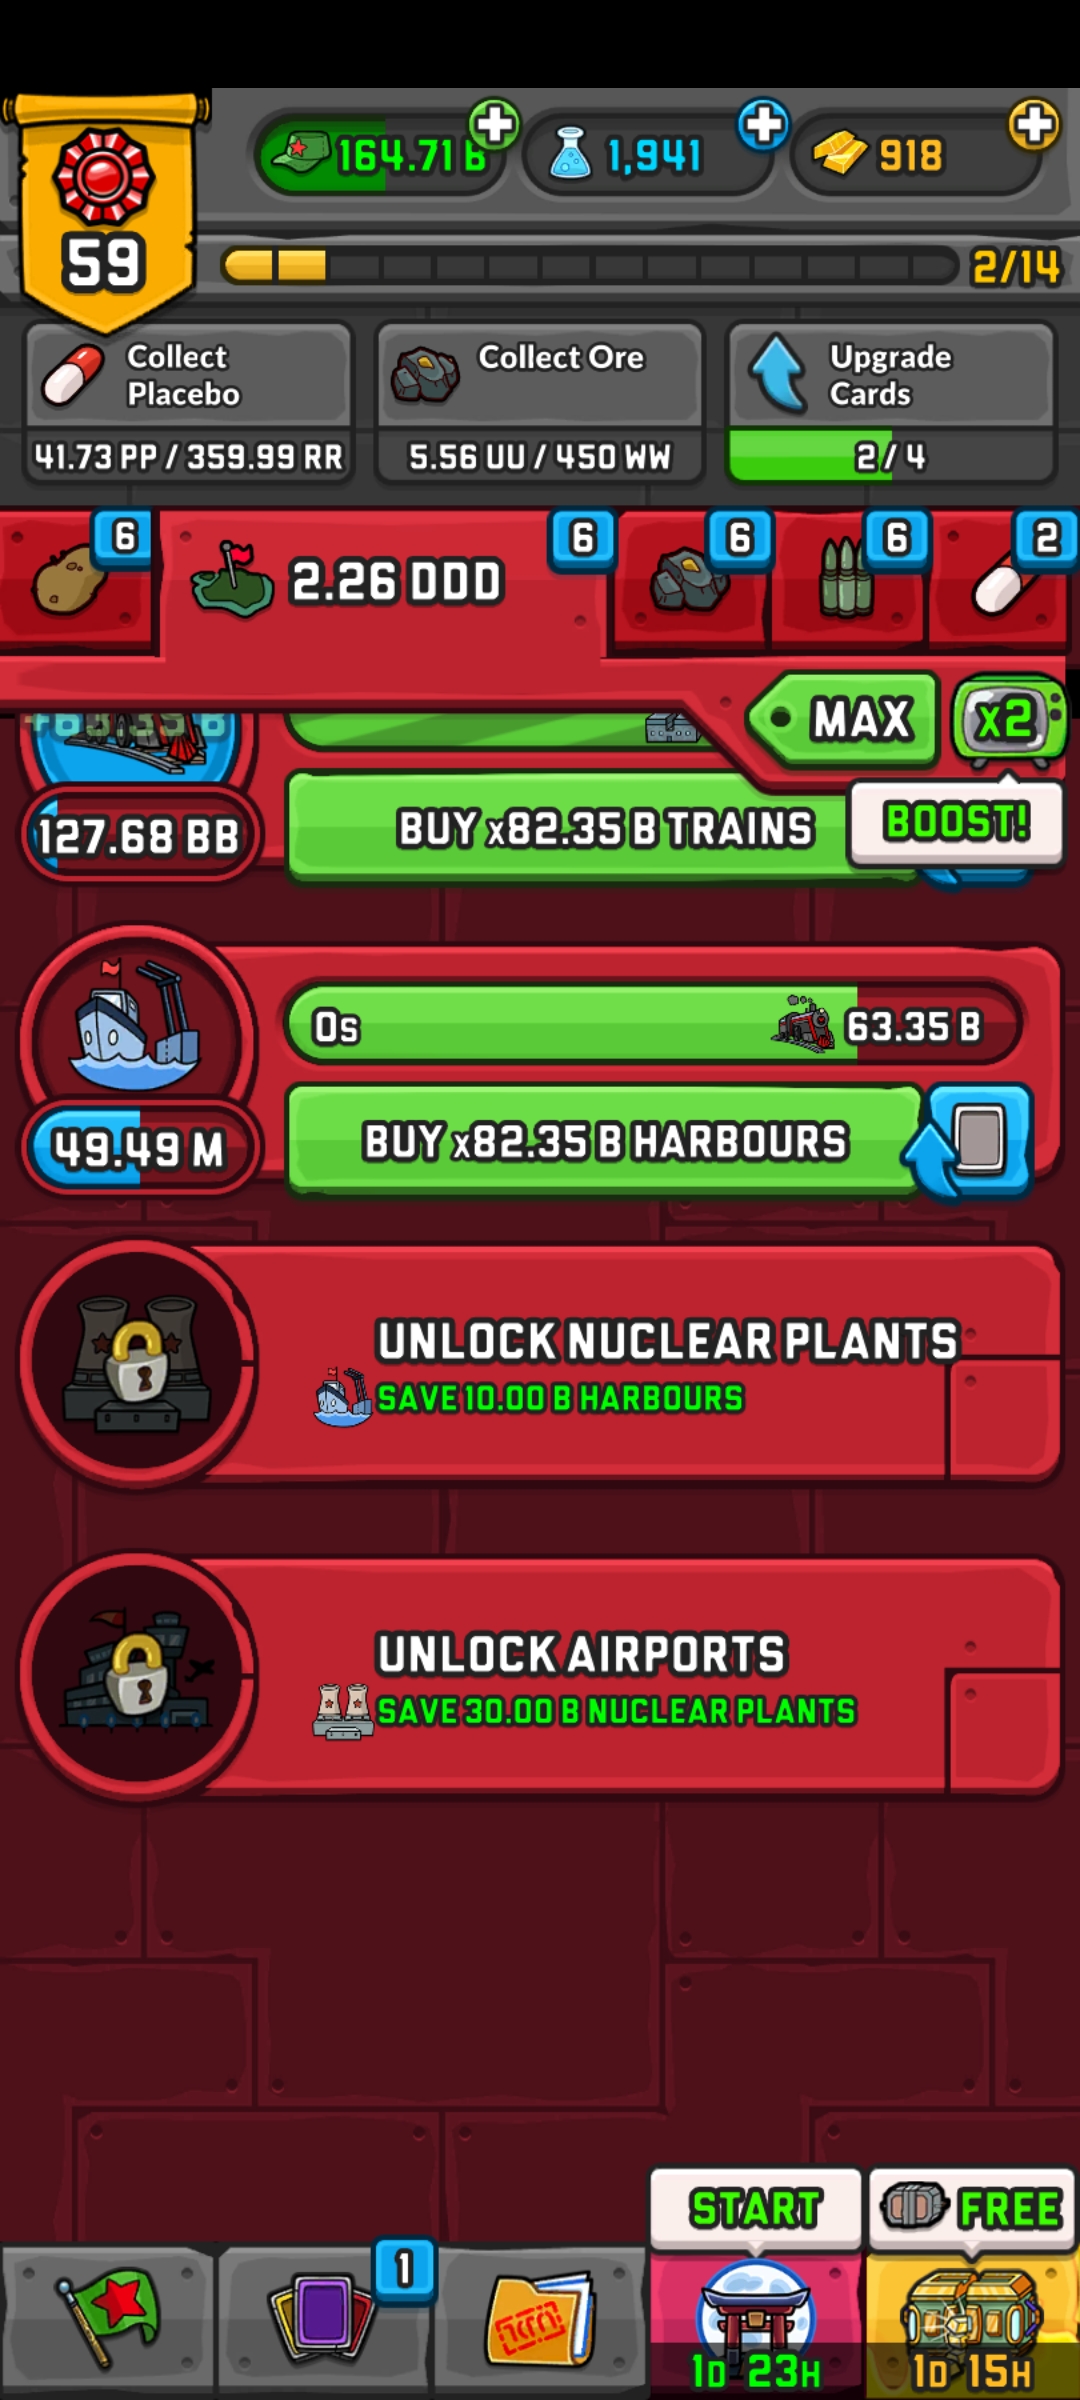 164.71 B
1,941
918
59
2/14
Collect
Placebo
41.73 PP / 359.99 RR
Collect Ore
5.56 UU / 450 WW
Upgrade
Cards
2 / 4
6
2.26 DDD
6
6
6
2
MAX
x2
BOOST!
+63.35 B
127.68 BB
BUY x82.35 B TRAINS
0s
63.35 B
49.49 M
BUY x82.35 B HARBOURS
UNLOCK NUCLEAR PLANTS
SAVE 10.00 B HARBOURS
UNLOCK AIRPORTS
SAVE 30.00 B NUCLEAR PLANTS
START
FREE
1
1D 23H
1D 15H